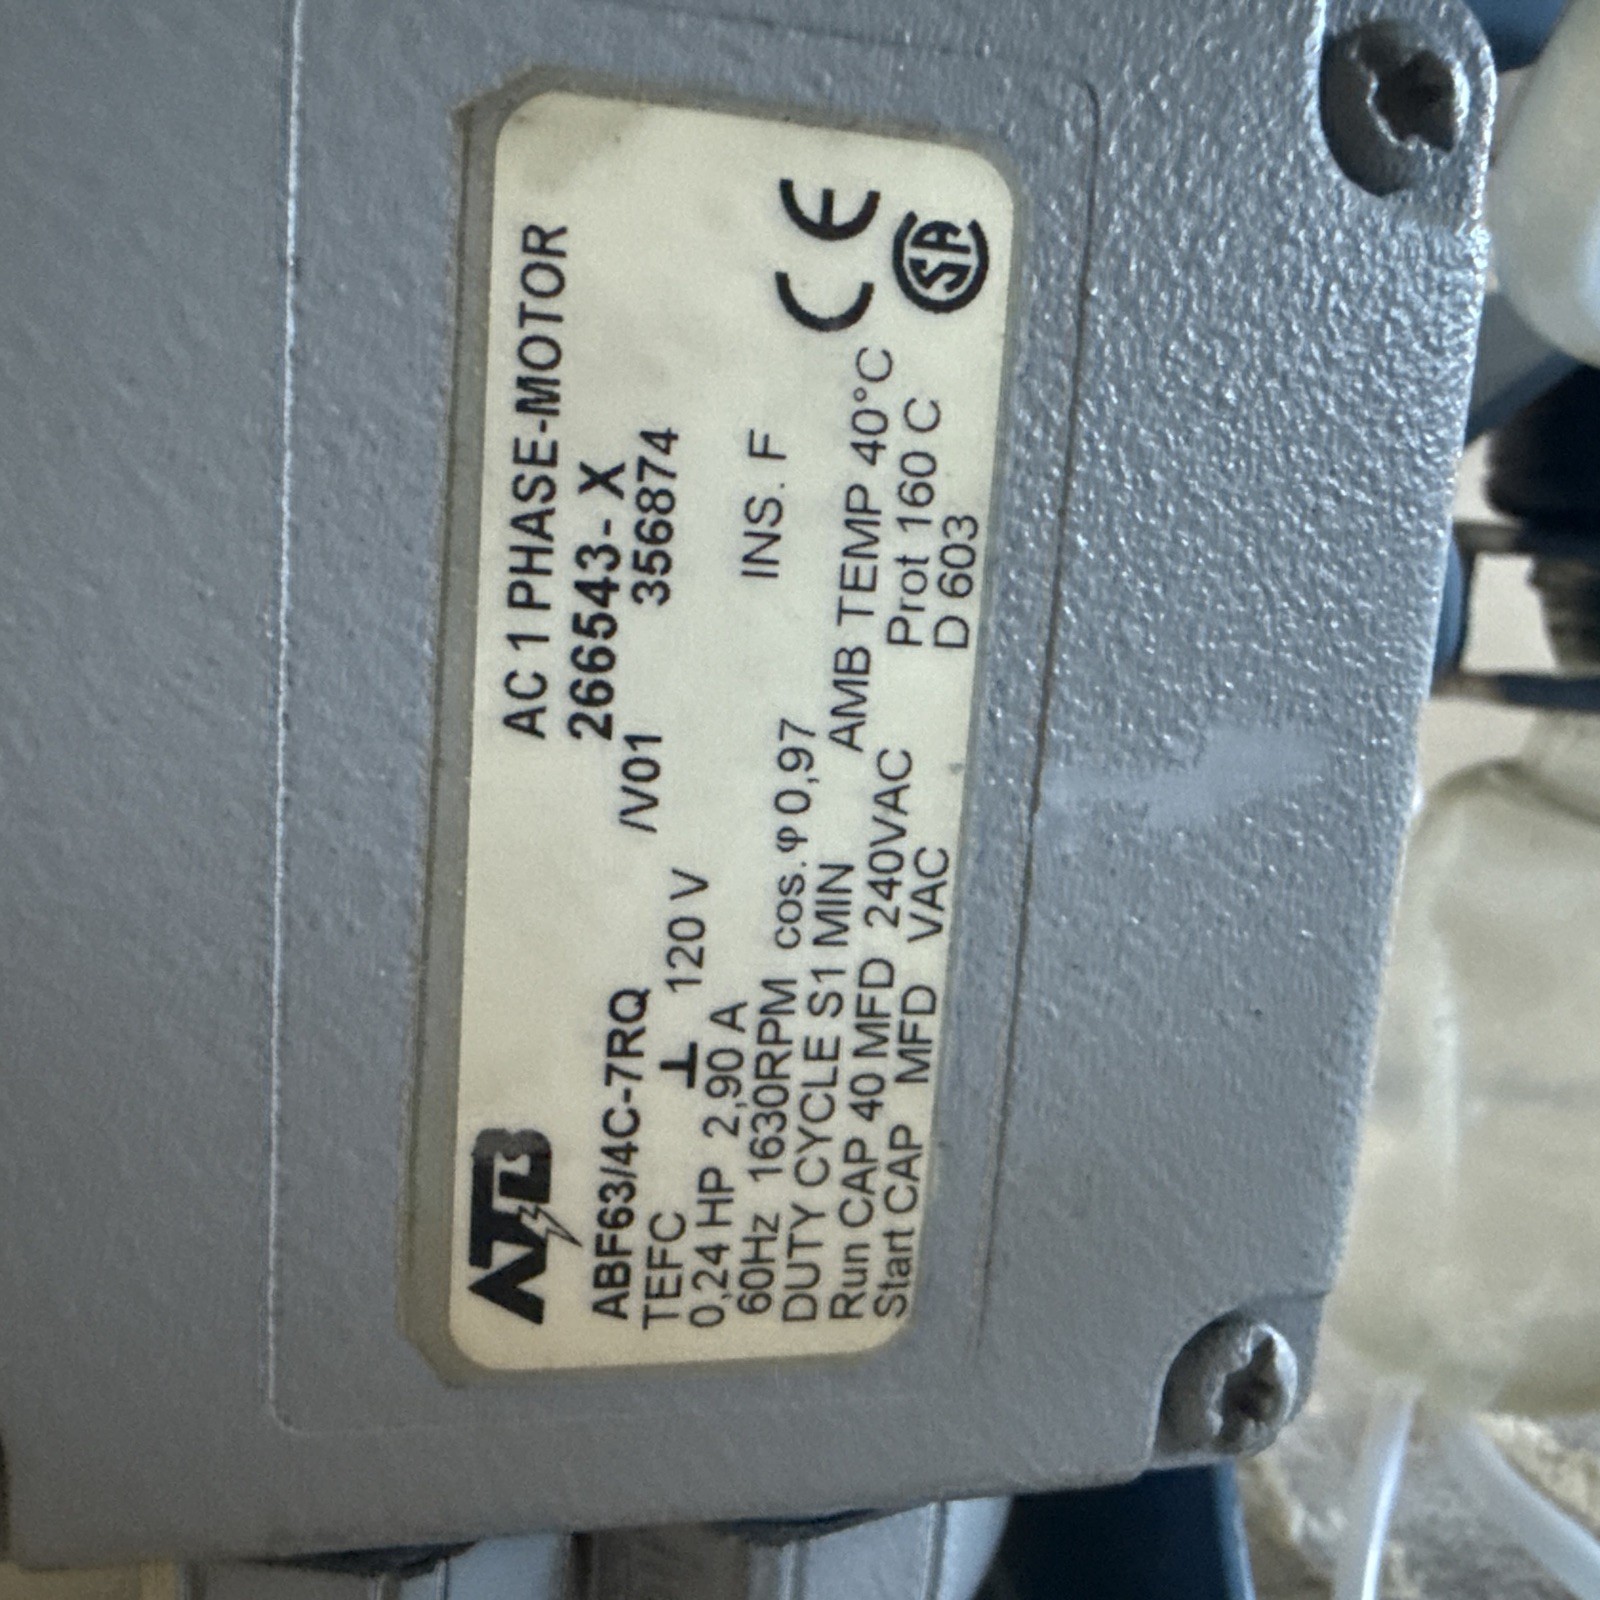 ATB
AC 1 PHASE-MOTOR
266543- X
ABF63/4C-7RQ /V01 356874
TEFC 120 V
0,24 HP 2,90 A INS. F
60Hz 1630RPM cos. φ 0,97
DUTY CYCLE S1 MIN AMB TEMP 40°C
Run CAP 40 MFD 240VAC Prot 160 C
Start CAP MFD VAC D 603
CE
SA